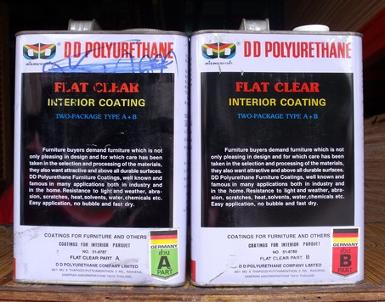 DD POLYURETHANE
FLAT CLEAR
INTERIOR COATING
TWO-PACKAGE TYPE A+B
Furniture buyers demand furniture which is not
only pleasing in design and for which care has been
taken in the selection and processing of the materials,
they also want attractive and above all durable surfaces.
DD Polyurethane Furniture Coatings, well known and
famous in many applications both in industry and
in the home. Resistance to light and weather, abra-
sion, scratches, heat, solvents, water, chemicals etc.
Easy application, no bubble and fast dry.
COATINGS FOR FURNITURE AND OTHERS
COATINGS FOR INTERIOR PARQUET
FLAT CLEAR PART A
DD POLYURETHANE COMPANY LIMITED
GERMANY
ส่วน
A
PART
DD POLYURETHANE
FLAT CLEAR
INTERIOR COATING
TWO-PACKAGE TYPE A+B
Furniture buyers demand furniture which is not
only pleasing in design and for which care has been
taken in the selection and processing of the materials,
they also want attractive and above all durable surfaces.
DD Polyurethane Furniture Coatings, well known and
famous in many applications both in industry and
in the home. Resistance to light and weather, abra-
sion, scratches, heat, solvents, water, chemicals etc.
Easy application, no bubble and fast dry.
COATINGS FOR FURNITURE AND OTHERS
COATINGS FOR INTERIOR PARQUET
FLAT CLEAR PART B
DD POLYURETHANE COMPANY LIMITED
GERMANY
ส่วน
B
PART